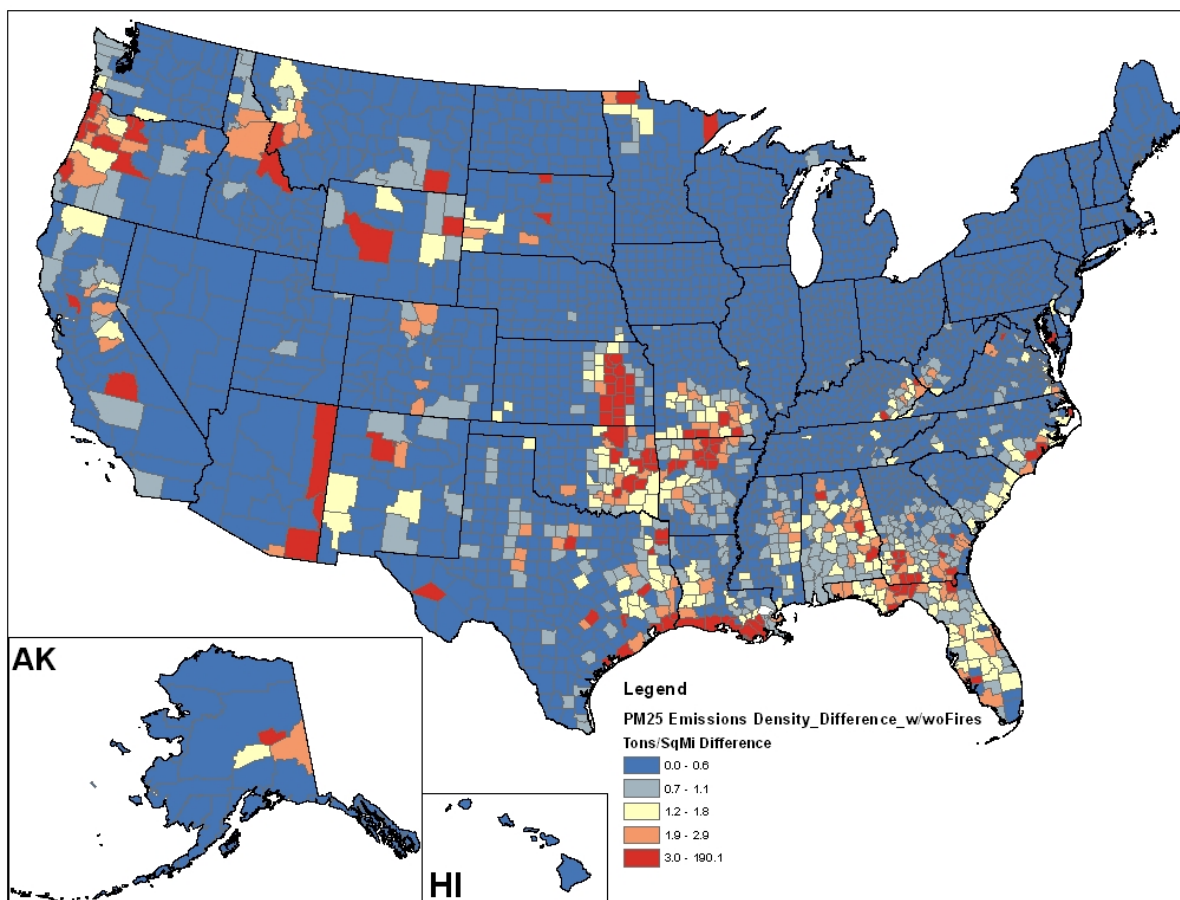 AK
HI
Legend
PM25 Emissions Density_Difference_w/woFires
Tons/SqMi Difference
0.0 - 0.6
0.7 - 1.1
1.2 - 1.8
1.9 - 2.9
3.0 - 190.1